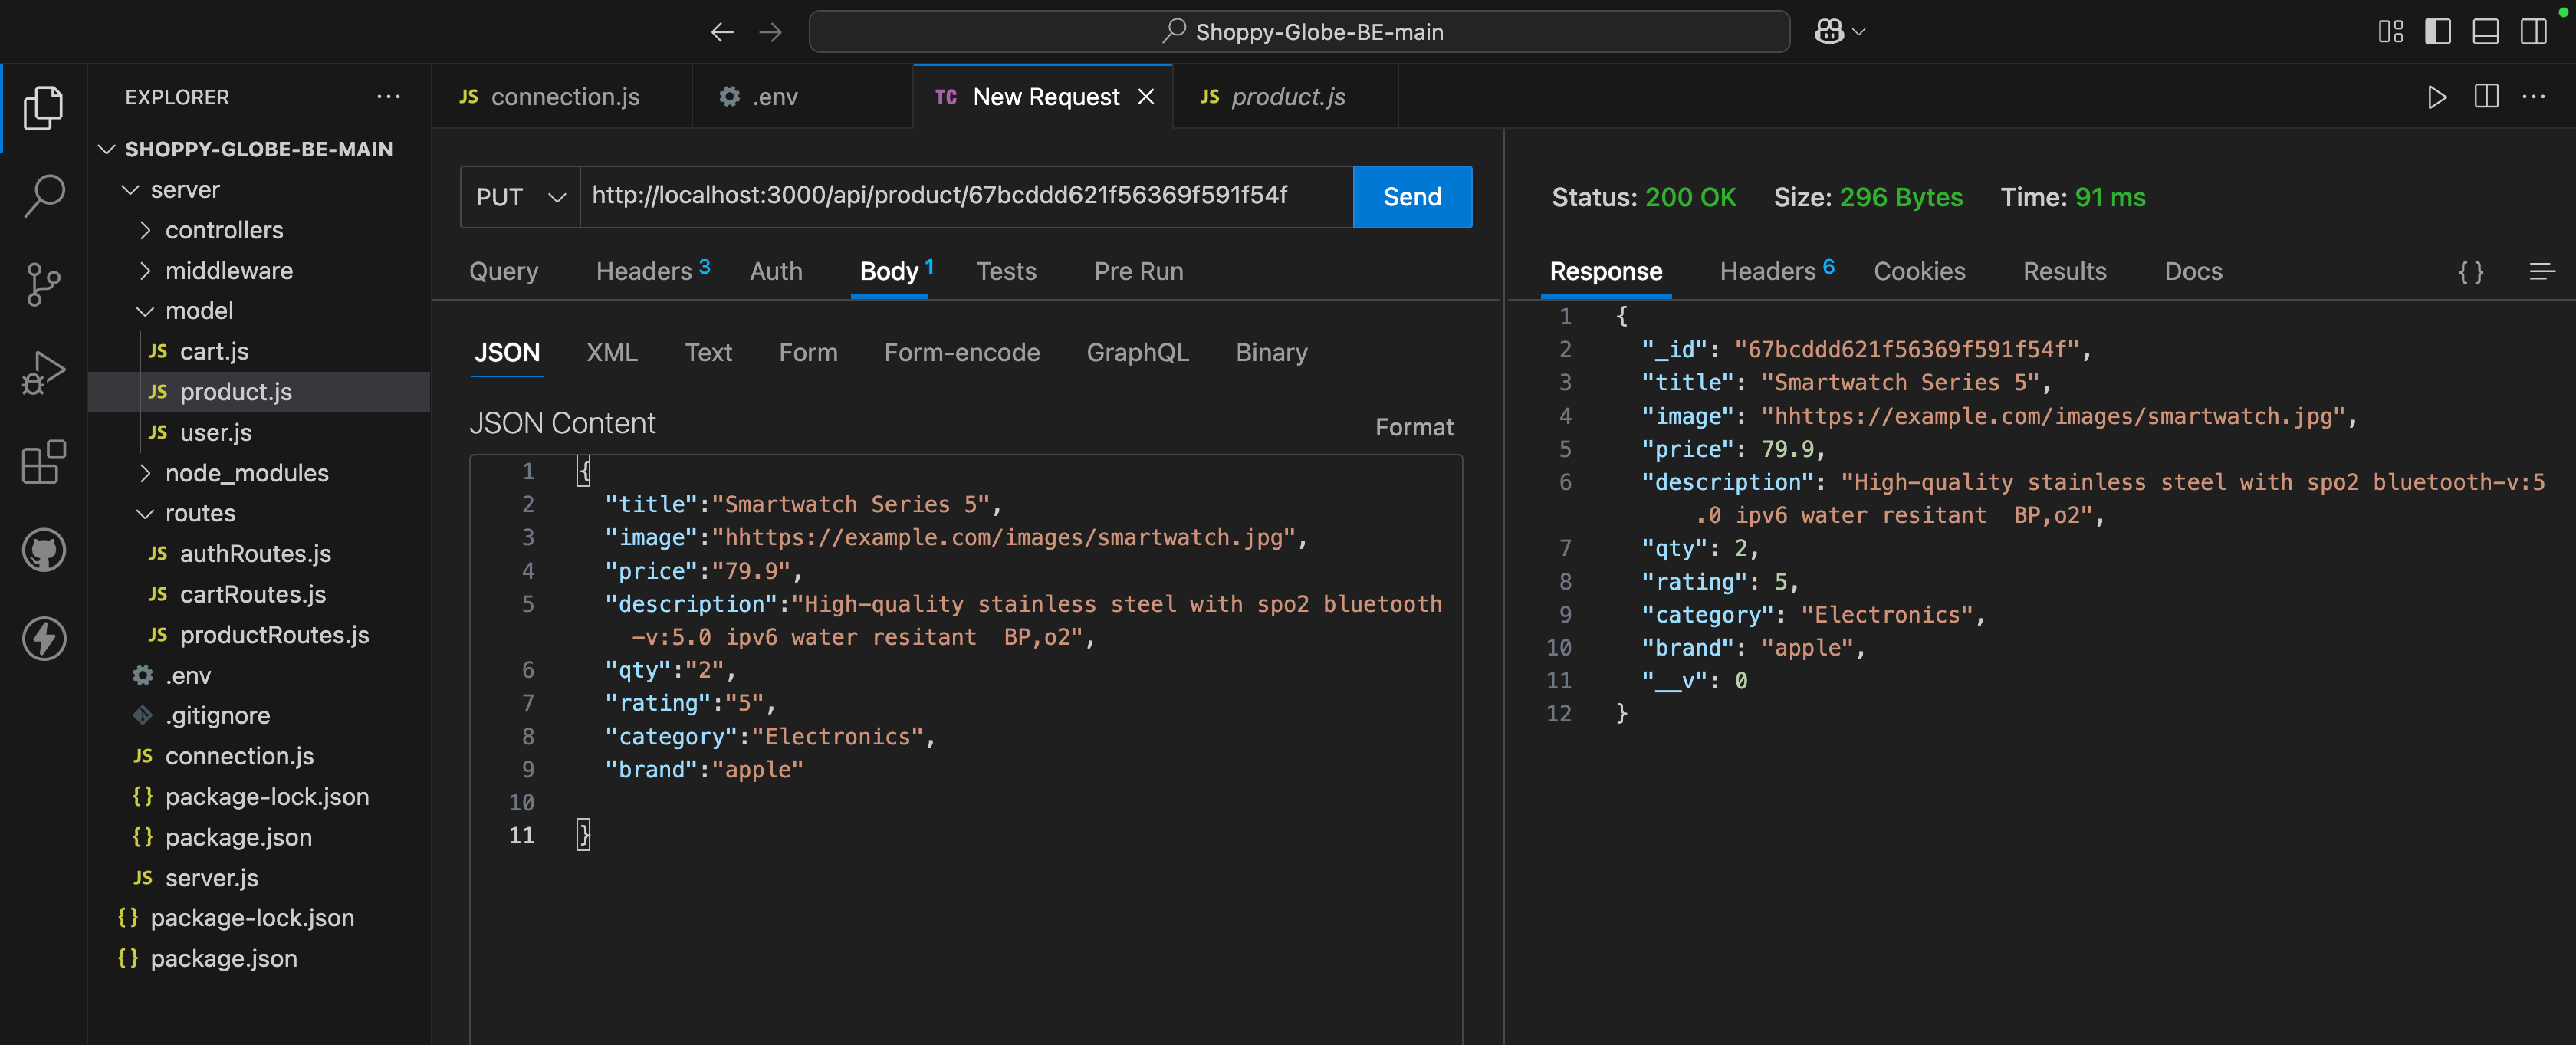 Shoppy-Globe-BE-main
EXPLORER
SHOPPY-GLOBE-BE-MAIN
server
controllers
middleware
model
JS cart.js
JS product.js
JS user.js
node_modules
routes
JS authRoutes.js
JS cartRoutes.js
JS productRoutes.js
.env
.gitignore
JS connection.js
{} package-lock.json
{} package.json
JS server.js
{} package-lock.json
{} package.json
JS connection.js
.env
TC New Request
JS product.js
PUT http://localhost:3000/api/product/67bcddd621f56369f591f54f Send
Query Headers 3 Auth Body 1 Tests Pre Run
JSON XML Text Form Form-encode GraphQL Binary
JSON Content Format
1 {
2 "title":"Smartwatch Series 5",
3 "image":"hhttps://example.com/images/smartwatch.jpg",
4 "price":"79.9",
5 "description":"High-quality stainless steel with spo2 bluetooth
-v:5.0 ipv6 water resitant  BP,o2",
6 "qty":"2",
7 "rating":"5",
8 "category":"Electronics",
9 "brand":"apple"
10
11 }
Status: 200 OK Size: 296 Bytes Time: 91 ms
Response Headers 6 Cookies Results Docs {}
1 {
2 "_id": "67bcddd621f56369f591f54f",
3 "title": "Smartwatch Series 5",
4 "image": "hhttps://example.com/images/smartwatch.jpg",
5 "price": 79.9,
6 "description": "High-quality stainless steel with spo2 bluetooth-v:5
.0 ipv6 water resitant  BP,o2",
7 "qty": 2,
8 "rating": 5,
9 "category": "Electronics",
10 "brand": "apple",
11 "__v": 0
12 }